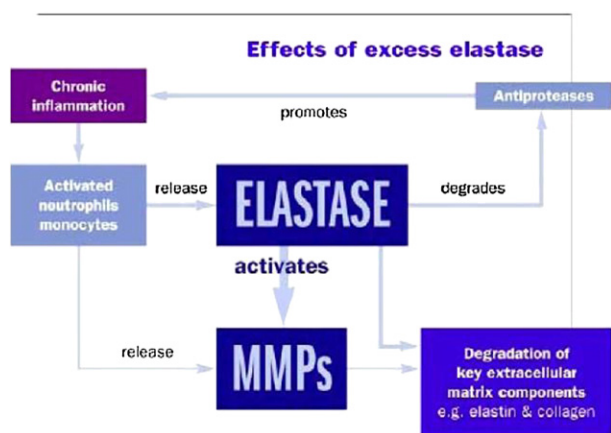 Effects of excess elastase
Chronic
inflammation
Antiproteases
promotes
Activated
neutrophils
monocytes
release
ELASTASE
degrades
activates
release
MMPs
Degradation of
key extracellular
matrix components
e.g. elastin & collagen